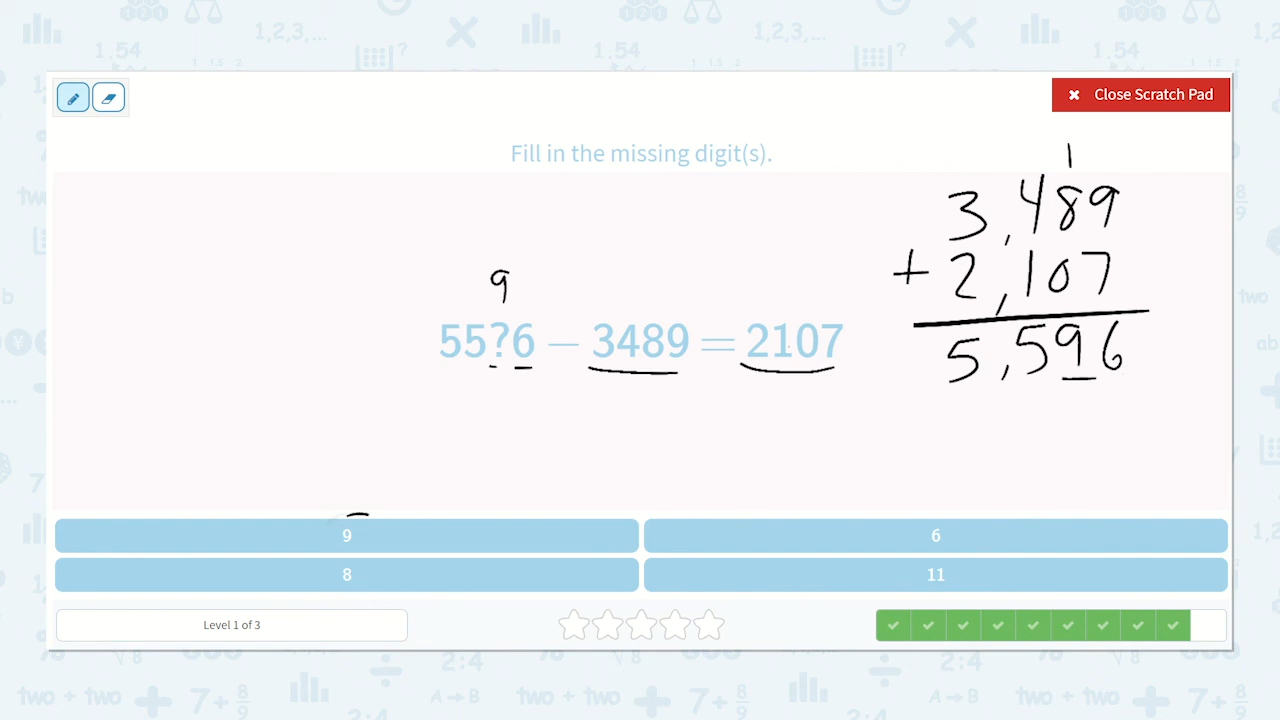 Close Scratch Pad
Fill in the missing digit(s).
1
3,489
+ 2,107
5,596
9
55?6 − 3489 = 2107
9
6
8
11
Level 1 of 3